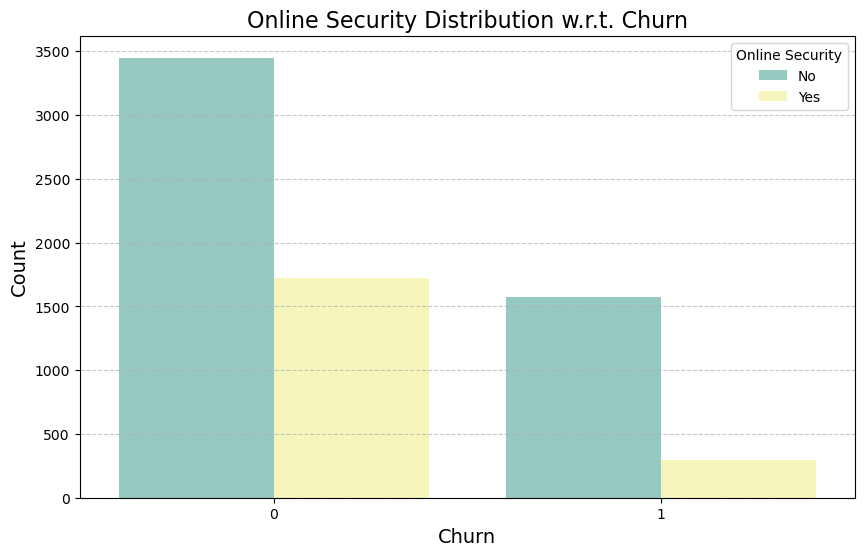 Online Security Distribution w.r.t. Churn
Online Security
No
Yes
Count
3500
3000
2500
2000
1500
1000
500
0
0 1
Churn